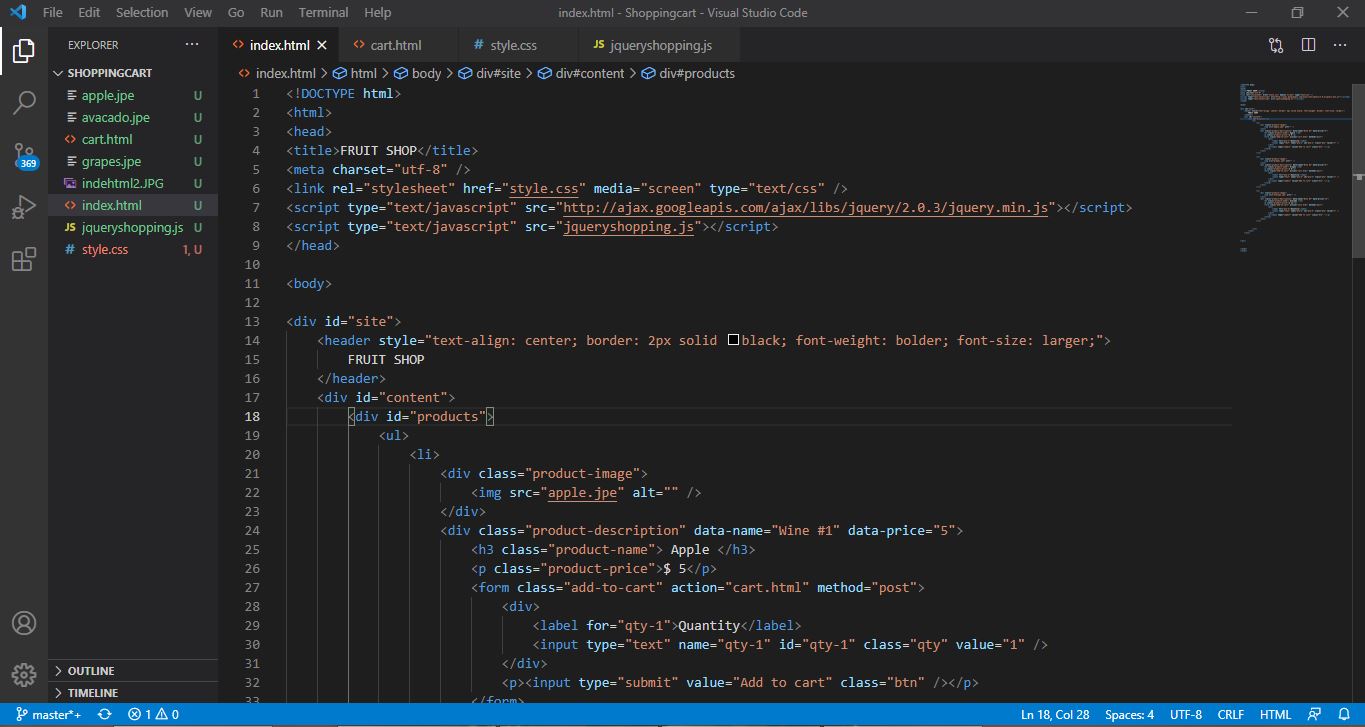 File Edit Selection View Go Run Terminal Help
index.html - Shoppingcart - Visual Studio Code
EXPLORER
SHOPPINGCART
apple.jpe U
avacado.jpe U
cart.html U
grapes.jpe U
indehtml2.JPG U
index.html U
jqueryshopping.js U
style.css 1, U
369
OUTLINE
TIMELINE
index.html cart.html style.css jqueryshopping.js
index.html > html > body > div#site > div#content > div#products
1 <!DOCTYPE html>
2 <html>
3 <head>
4 <title>FRUIT SHOP</title>
5 <meta charset="utf-8" />
6 <link rel="stylesheet" href="style.css" media="screen" type="text/css" />
7 <script type="text/javascript" src="http://ajax.googleapis.com/ajax/libs/jquery/2.0.3/jquery.min.js"></script>
8 <script type="text/javascript" src="jqueryshopping.js"></script>
9 </head>
10
11 <body>
12
13 <div id="site">
14 <header style="text-align: center; border: 2px solid black; font-weight: bolder; font-size: larger;">
15 FRUIT SHOP
16 </header>
17 <div id="content">
18 <div id="products">
19 <ul>
20 <li>
21 <div class="product-image">
22 <img src="apple.jpe" alt="" />
23 </div>
24 <div class="product-description" data-name="Wine #1" data-price="5">
25 <h3 class="product-name"> Apple </h3>
26 <p class="product-price">$ 5</p>
27 <form class="add-to-cart" action="cart.html" method="post">
28 <div>
29 <label for="qty-1">Quantity</label>
30 <input type="text" name="qty-1" id="qty-1" class="qty" value="1" />
31 </div>
32 <p><input type="submit" value="Add to cart" class="btn" /></p>
33 </form>
master*+ 1 0 Ln 18, Col 28 Spaces: 4 UTF-8 CRLF HTML